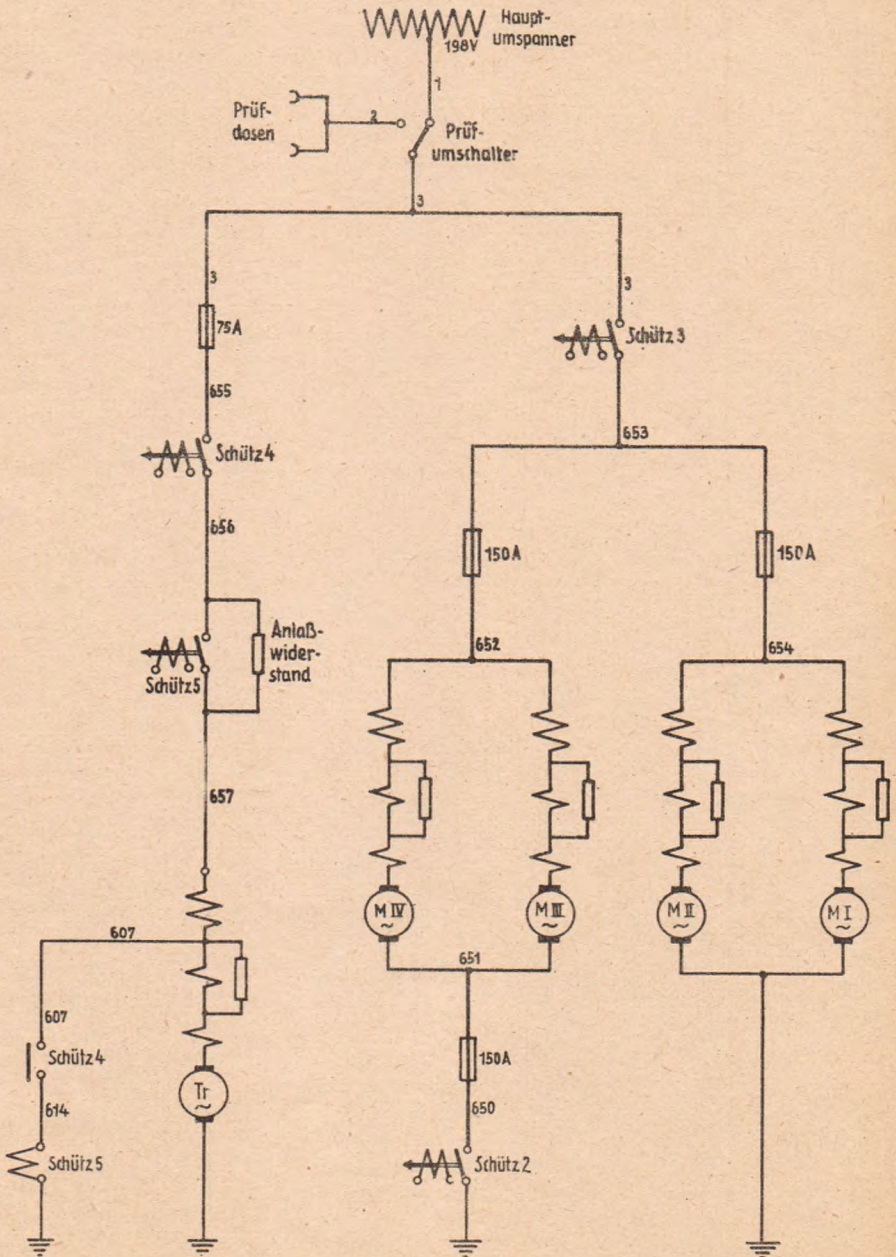 Haupt-
umspanner
198V
1
Prüf-
dosen
2
Prüf-
umschalter
3
3
3
75A
Schütz 3
655
653
Schütz 4
656
150A
150A
Anlaß-
wider-
stand
Schütz 5
652
654
657
M IV
~
M III
~
M II
~
M I
~
607
651
607
Schütz 4
150A
Tr
~
614
650
Schütz 5
Schütz 2